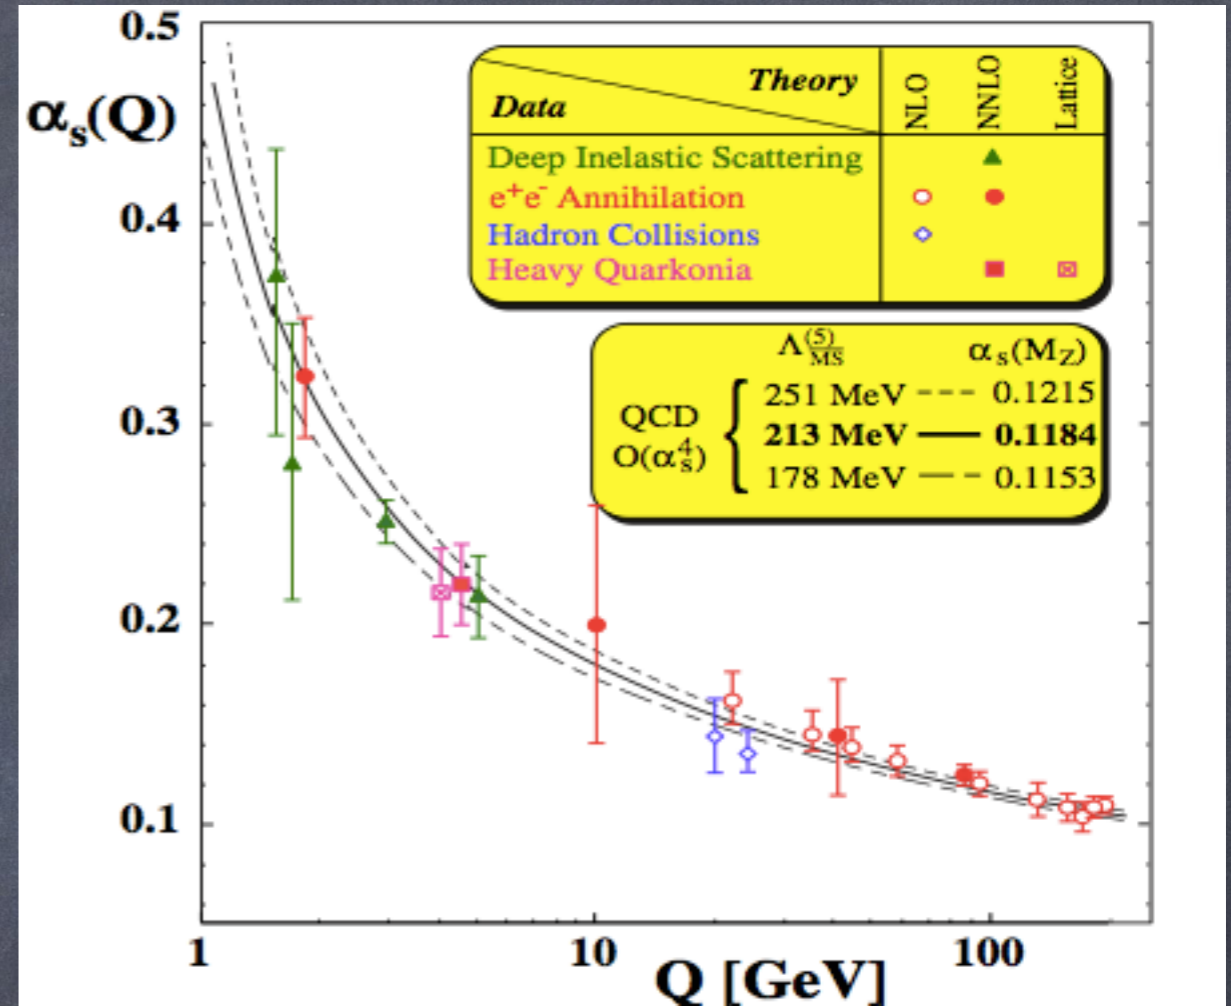 0.5
αs(Q)
0.4
0.3
0.2
0.1
Theory
Data
NLO
NNLO
Lattice
Deep Inelastic Scattering
e⁺e⁻ Annihilation
Hadron Collisions
Heavy Quarkonia
Λ(5)MS αs(MZ)
251 MeV 0.1215
QCD
213 MeV 0.1184
O(αs⁴)
178 MeV 0.1153
1 10 100
Q [GeV]